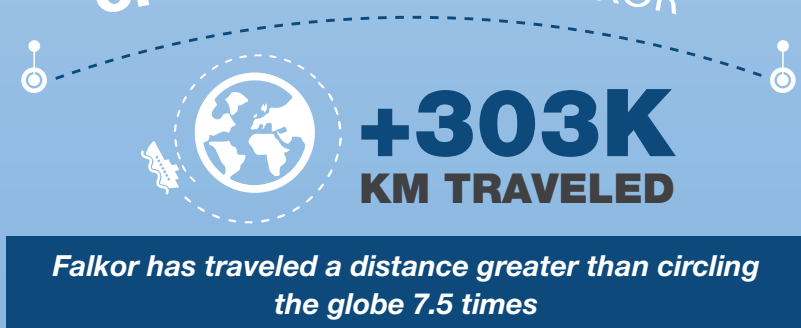 +303K
KM TRAVELED
Falkor has traveled a distance greater than circling
the globe 7.5 times